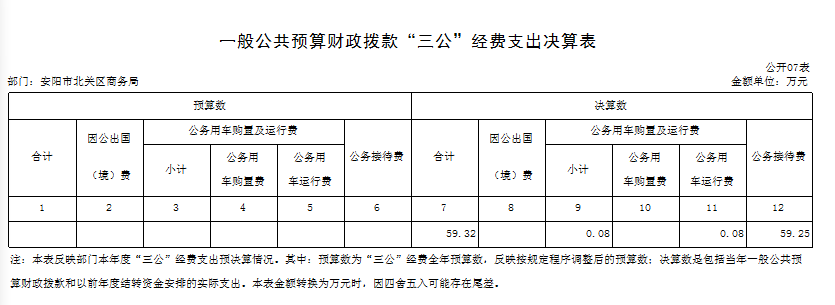 一般公共预算财政拨款“三公”经费支出决算表
公开07表
部门：安阳市北关区商务局 金额单位：万元
预算数 决算数
合计 因公出国（境）费 公务用车购置及运行费 公务接待费 合计 因公出国（境）费 公务用车购置及运行费 公务接待费
小计 公务用车购置费 公务用车运行费 小计 公务用车购置费 公务用车运行费
1 2 3 4 5 6 7 8 9 10 11 12
59.32 0.08 0.08 59.25
注：本表反映部门本年度“三公”经费支出预决算情况。其中：预算数为“三公”经费全年预算数，反映按规定程序调整后的预算数；决算数是包括当年一般公共预
算财政拨款和以前年度结转资金安排的实际支出。本表金额转换为万元时，因四舍五入可能存在尾差。